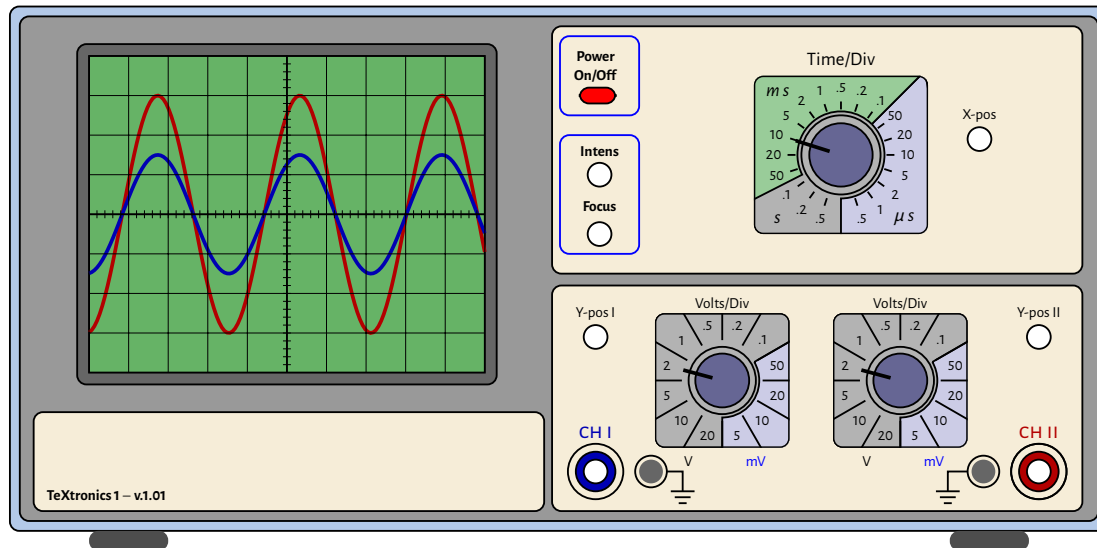 Power
On/Off
Intens
Focus
Time/Div
X-pos
m s
.5
1
.2
2
.1
5
50
10
20
20
10
50
5
.1
2
.2
1
.5
.5
s
µ s
Y-pos I
Volts/Div
.5
.2
1
.1
2
50
5
20
10
10
20
5
V
mV
CH I
Volts/Div
.5
.2
1
.1
2
50
5
20
10
10
20
5
V
mV
Y-pos II
CH II
TeXtronics 1 – v.1.01